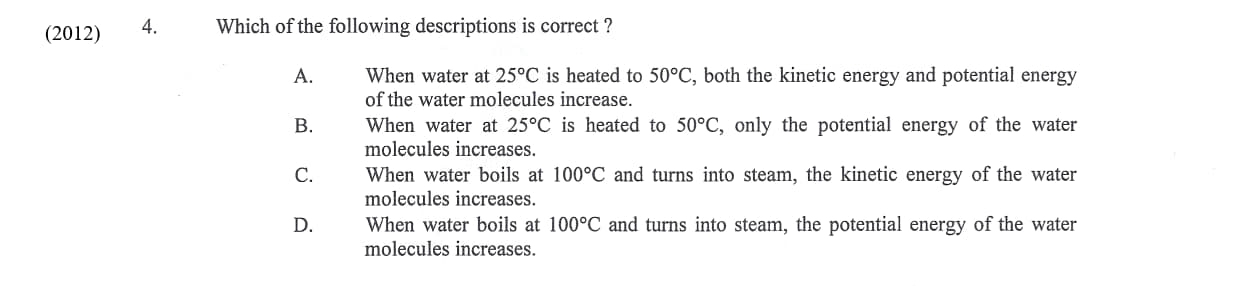 (2012) 4. Which of the following descriptions is correct ?
A. When water at 25°C is heated to 50°C, both the kinetic energy and potential energy
of the water molecules increase.
B. When water at 25°C is heated to 50°C, only the potential energy of the water
molecules increases.
C. When water boils at 100°C and turns into steam, the kinetic energy of the water
molecules increases.
D. When water boils at 100°C and turns into steam, the potential energy of the water
molecules increases.